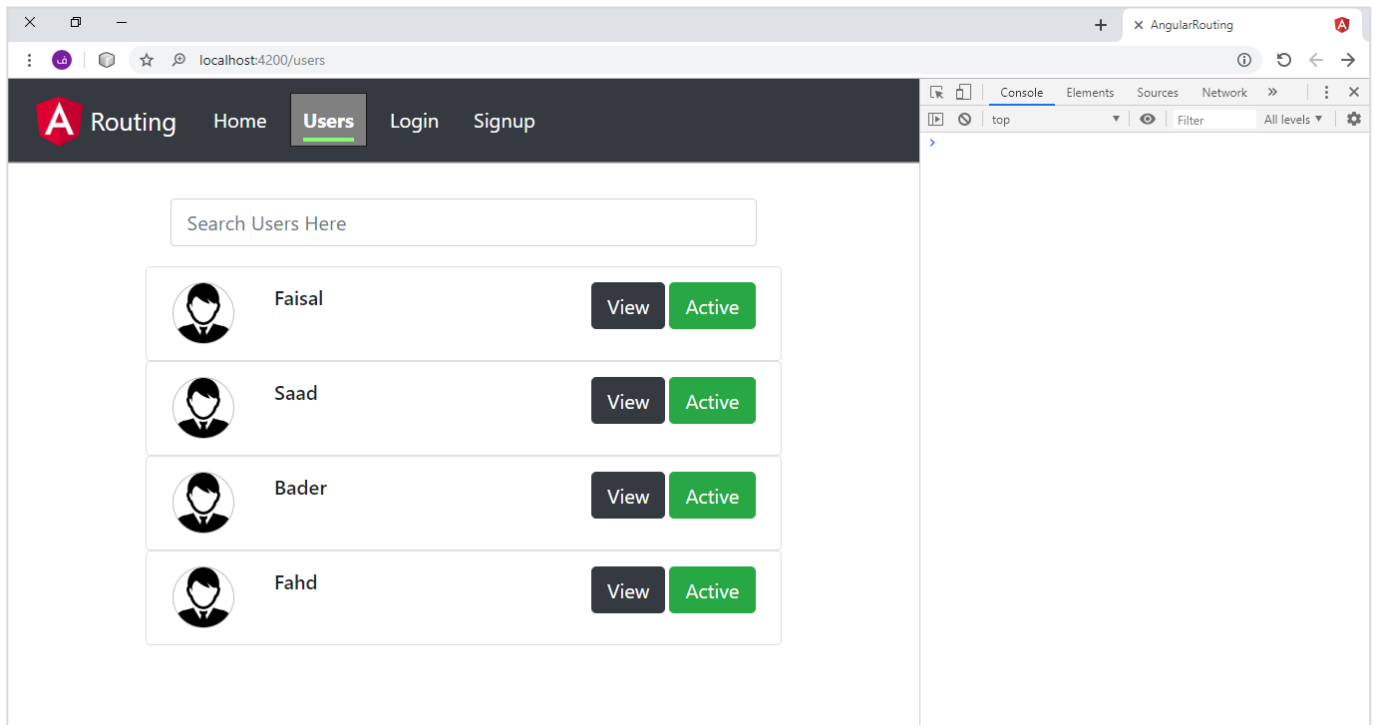 AngularRouting
ف
localhost:4200/users
A Routing Home Users Login Signup
Console Elements Sources Network
top Filter All levels
Search Users Here
Faisal View Active
Saad View Active
Bader View Active
Fahd View Active